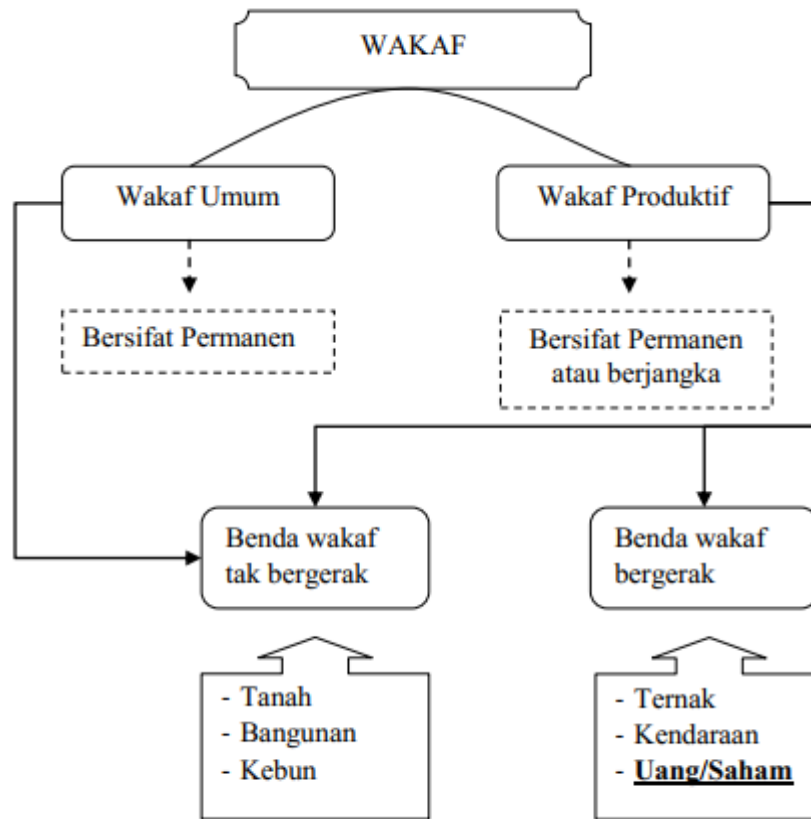 WAKAF
Wakaf Umum
Wakaf Produktif
Bersifat Permanen
Bersifat Permanen
atau berjangka
Benda wakaf
tak bergerak
Benda wakaf
bergerak
- Tanah
- Bangunan
- Kebun
- Ternak
- Kendaraan
- Uang/Saham